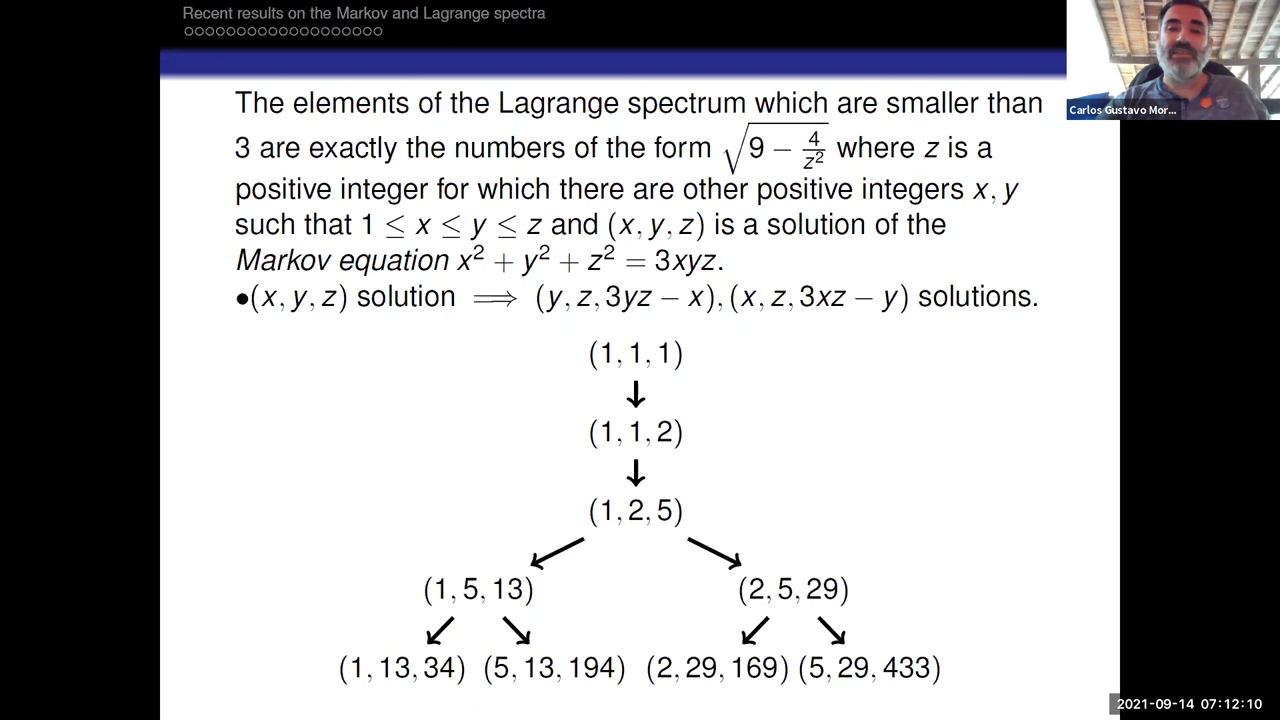 Recent results on the Markov and Lagrange spectra
The elements of the Lagrange spectrum which are smaller than
3 are exactly the numbers of the form √(9 − 4/z²) where z is a
positive integer for which there are other positive integers x, y
such that 1 ≤ x ≤ y ≤ z and (x, y, z) is a solution of the
Markov equation x² + y² + z² = 3xyz.
•(x, y, z) solution ⟹ (y, z, 3yz − x), (x, z, 3xz − y) solutions.
(1, 1, 1)
(1, 1, 2)
(1, 2, 5)
(1, 5, 13) (2, 5, 29)
(1, 13, 34) (5, 13, 194) (2, 29, 169) (5, 29, 433)
Carlos Gustavo Mor...
2021-09-14 07:12:10